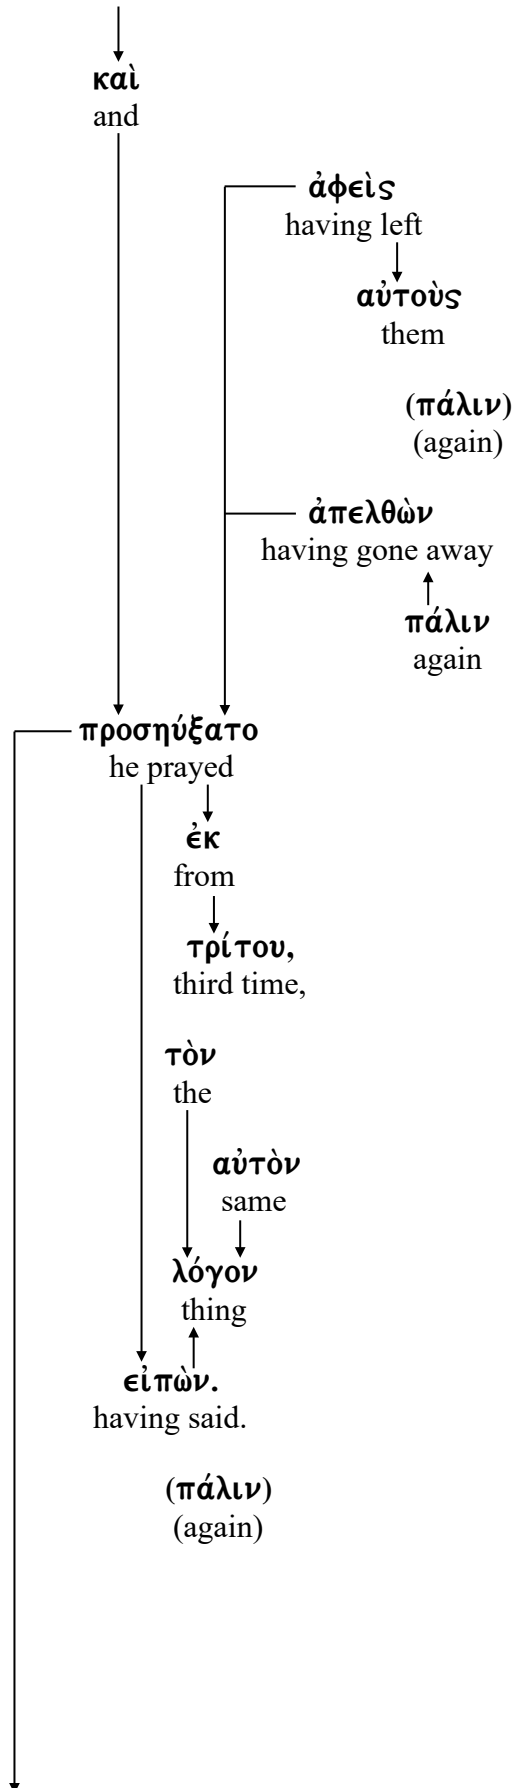 καὶ
and
ἀφεὶς
having left
αὐτοὺς
them
(πάλιν)
(again)
ἀπελθὼν
having gone away
πάλιν
again
προσηύξατο
he prayed
ἐκ
from
τρίτου,
third time,
τὸν
the
αὐτὸν
same
λόγον
thing
εἰπὼν.
having said.
(πάλιν)
(again)